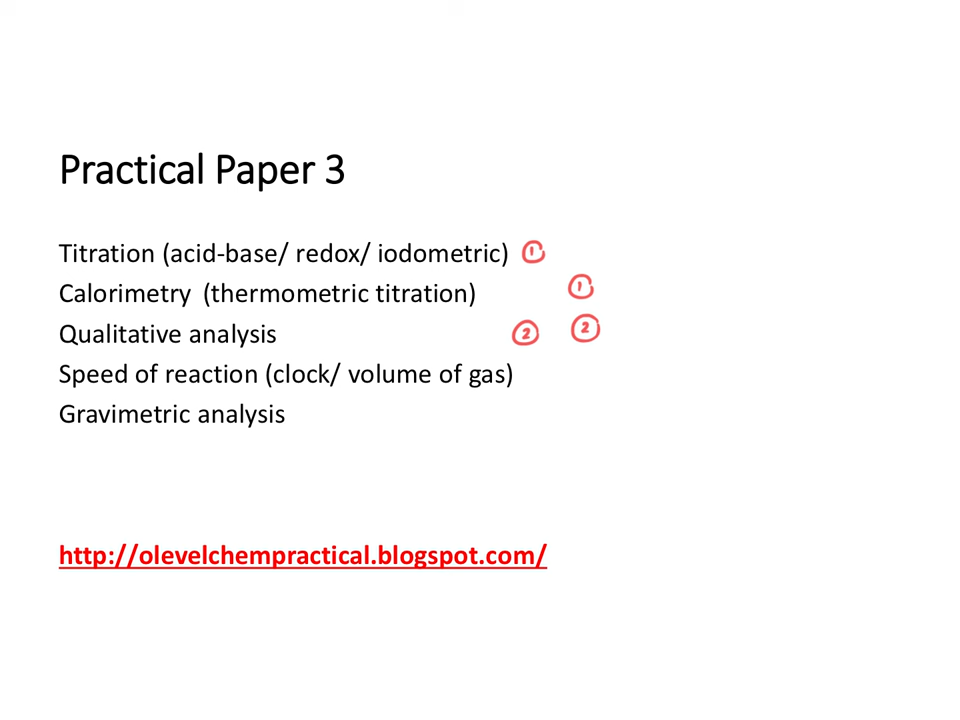 Practical Paper 3
Titration (acid-base/ redox/ iodometric) ①
Calorimetry (thermometric titration) ①
Qualitative analysis ② ②
Speed of reaction (clock/ volume of gas)
Gravimetric analysis
http://olevelchempractical.blogspot.com/